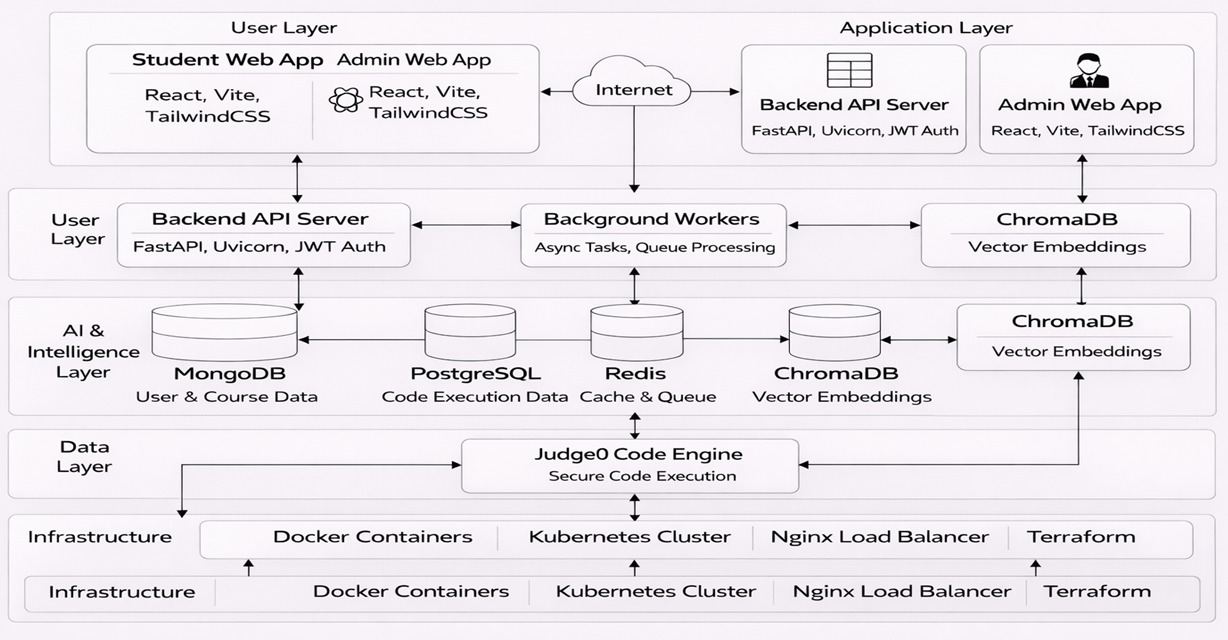 User Layer
Application Layer
Student Web App
Admin Web App
React, Vite,
TailwindCSS
React, Vite,
TailwindCSS
Internet
Backend API Server
FastAPI, Uvicorn, JWT Auth
Admin Web App
React, Vite, TailwindCSS
User
Layer
Backend API Server
FastAPI, Uvicorn, JWT Auth
Background Workers
Async Tasks, Queue Processing
ChromaDB
Vector Embeddings
AI &
Intelligence
Layer
MongoDB
User & Course Data
PostgreSQL
Code Execution Data
Redis
Cache & Queue
ChromaDB
Vector Embeddings
ChromaDB
Vector Embeddings
Data
Layer
Judge0 Code Engine
Secure Code Execution
Infrastructure
Docker Containers
Kubernetes Cluster
Nginx Load Balancer
Terraform
Infrastructure
Docker Containers
Kubernetes Cluster
Nginx Load Balancer
Terraform